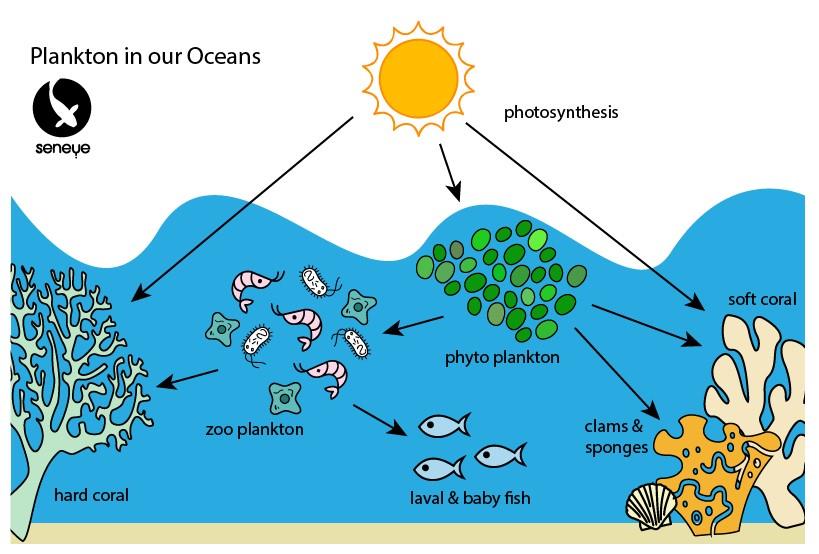 Plankton in our Oceans
seneye
photosynthesis
soft coral
phyto plankton
clams &
sponges
zoo plankton
laval & baby fish
hard coral